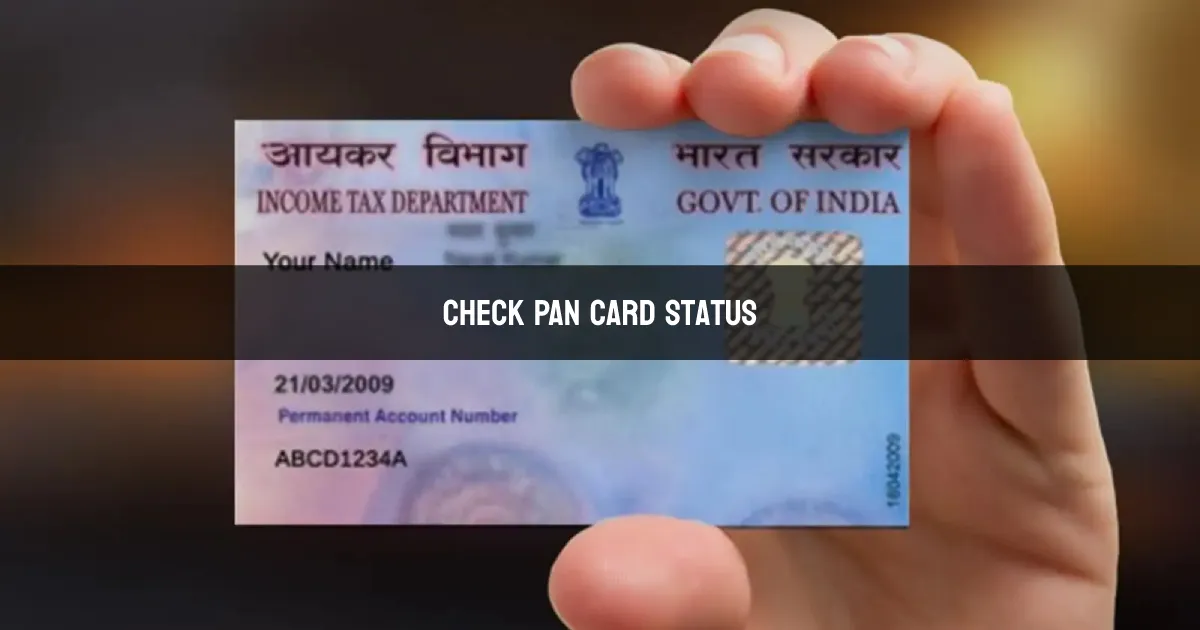 आयकर विभाग
भारत सरकार
INCOME TAX DEPARTMENT
GOVT. OF INDIA
Your Name
CHECK PAN CARD STATUS
21/03/2009
Permanent Account Number
ABCD1234A
16042009